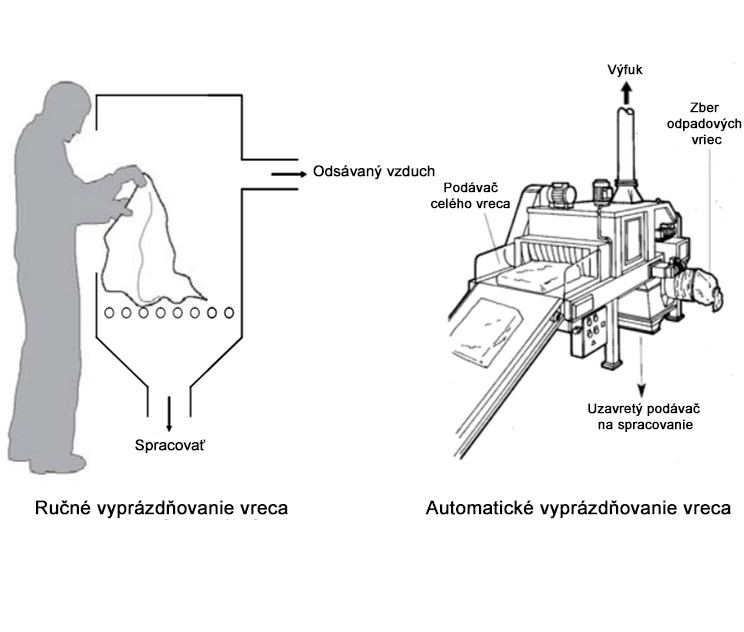 Odsávaný vzduch
Spracovať
Ručné vyprázdňovanie vreca
Výfuk
Zber
odpadových
vriec
Podávač
celého vreca
Uzavretý podávač
na spracovanie
Automatické vyprázdňovanie vreca